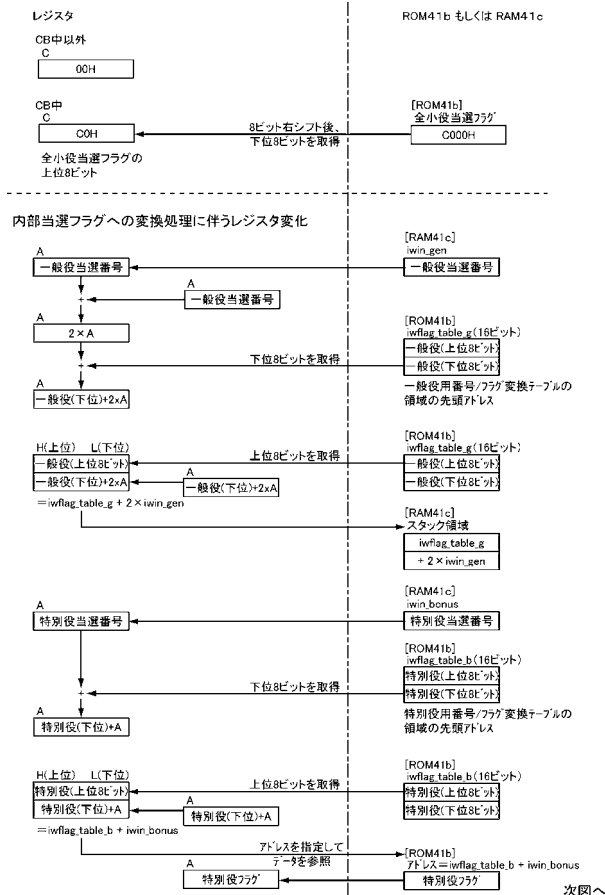 レジスタ
ROM41b もしくは RAM41c
CB中以外
C
00H
CB中
C
C0H
8ビット右シフト後、
下位8ビットを取得
[ROM41b]
全小役当選フラグ
C000H
全小役当選フラグの
上位8ビット
内部当選フラグへの変換処理に伴うレジスタ変化
A
一般役当選番号
[RAM41c]
iwin_gen
一般役当選番号
+
A
一般役当選番号
A
2×A
+
下位8ビットを取得
[ROM41b]
iwflag_table_g(16ビット)
一般役(上位8ビット)
一般役(下位8ビット)
一般役用番号/フラグ変換テーブルの
領域の先頭アドレス
A
一般役(下位)+2xA
H(上位) L(下位)
一般役(上位8ビット)
一般役(下位)+2xA
=iwflag_table_g + 2×iwin_gen
上位8ビットを取得
A
一般役(下位)+2xA
[ROM41b]
iwflag_table_g(16ビット)
一般役(上位8ビット)
一般役(下位8ビット)
[RAM41c]
スタック領域
iwflag_table_g
+ 2×iwin_gen
A
特別役当選番号
[RAM41c]
iwin_bonus
特別役当選番号
+
下位8ビットを取得
[ROM41b]
iwflag_table_b(16ビット)
特別役(上位8ビット)
特別役(下位8ビット)
特別役用番号/フラグ変換テーブルの
領域の先頭アドレス
A
特別役(下位)+A
H(上位) L(下位)
特別役(上位8ビット)
特別役(下位)+A
=iwflag_table_b + iwin_bonus
上位8ビットを取得
A
特別役(下位)+A
[ROM41b]
iwflag_table_b(16ビット)
特別役(上位8ビット)
特別役(下位8ビット)
アドレスを指定して
データを参照
A
特別役フラグ
[ROM41b]
アドレス=iwflag_table_b + iwin_bonus
特別役フラグ
次図へ